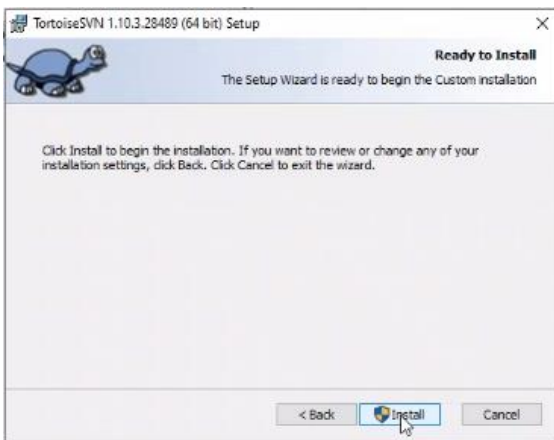 TortoiseSVN 1.10.3.28489 (64 bit) Setup
Ready to Install
The Setup Wizard is ready to begin the Custom installation
Click Install to begin the installation. If you want to review or change any of your
installation settings, click Back. Click Cancel to exit the wizard.
< Back Install Cancel